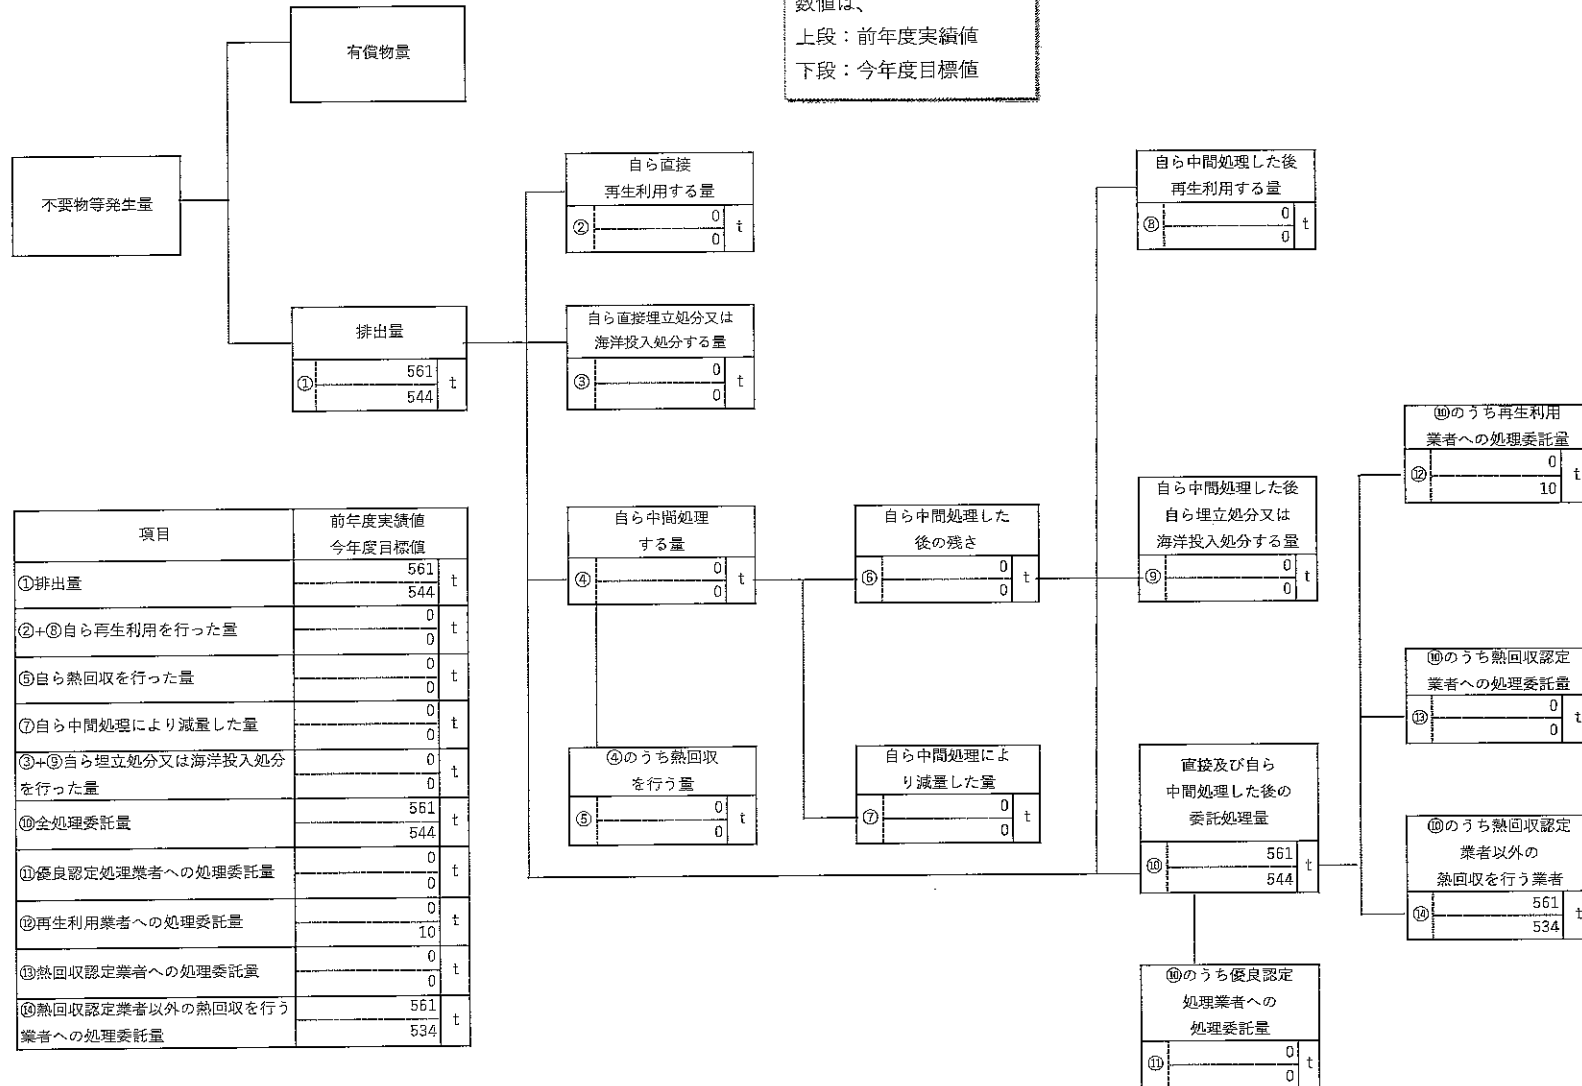 数値は、
上段：前年度実績値
下段：今年度目標値
有償物量
不要物等発生量
排出量
① 561 t
544
自ら直接
再生利用する量
② 0 t
0
自ら直接埋立処分又は
海洋投入処分する量
③ 0 t
0
自ら中間処理
する量
④ 0 t
0
④のうち熱回収
を行う量
⑤ 0 t
0
自ら中間処理した
後の残さ
⑥ 0 t
0
自ら中間処理によ
り減量した量
⑦ 0 t
0
自ら中間処理した後
再生利用する量
⑧ 0 t
0
自ら中間処理した後
自ら埋立処分又は
海洋投入処分する量
⑨ 0 t
0
直接及び自ら
中間処理した後の
委託処理量
⑩ 561 t
544
⑩のうち優良認定
処理業者への
処理委託量
⑪ 0 t
0
⑩のうち再生利用
業者への処理委託量
⑫ 0 t
10
⑩のうち熱回収認定
業者への処理委託量
⑬ 0 t
0
⑩のうち熱回収認定
業者以外の
熱回収を行う業者
⑭ 561 t
534
項目 前年度実績値
今年度目標値
①排出量 561 t
544
②+⑧自ら再生利用を行った量 0 t
0
⑤自ら熱回収を行った量 0 t
0
⑦自ら中間処理により減量した量 0 t
0
③+⑨自ら埋立処分又は海洋投入処分 0 t
を行った量 0
⑩全処理委託量 561 t
544
⑪優良認定処理業者への処理委託量 0 t
0
⑫再生利用業者への処理委託量 0 t
10
⑬熱回収認定業者への処理委託量 0 t
0
⑭熱回収認定業者以外の熱回収を行う 561 t
業者への処理委託量 534